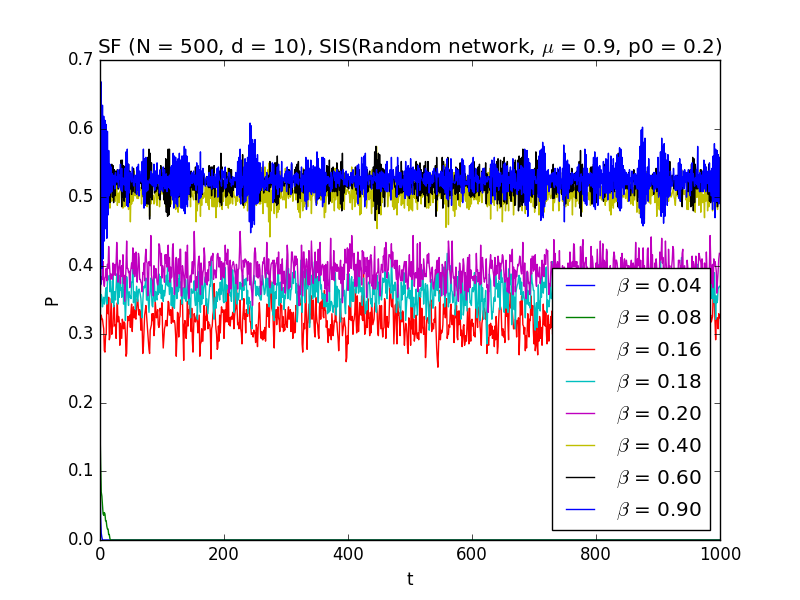 SF (N = 500, d = 10), SIS(Random network, μ = 0.9, p0 = 0.2)
0.7
0.6
0.5
0.4
0.3
0.2
0.1
0.0
P
β = 0.04
β = 0.08
β = 0.16
β = 0.18
β = 0.20
β = 0.40
β = 0.60
β = 0.90
0 200 400 600 800 1000
t